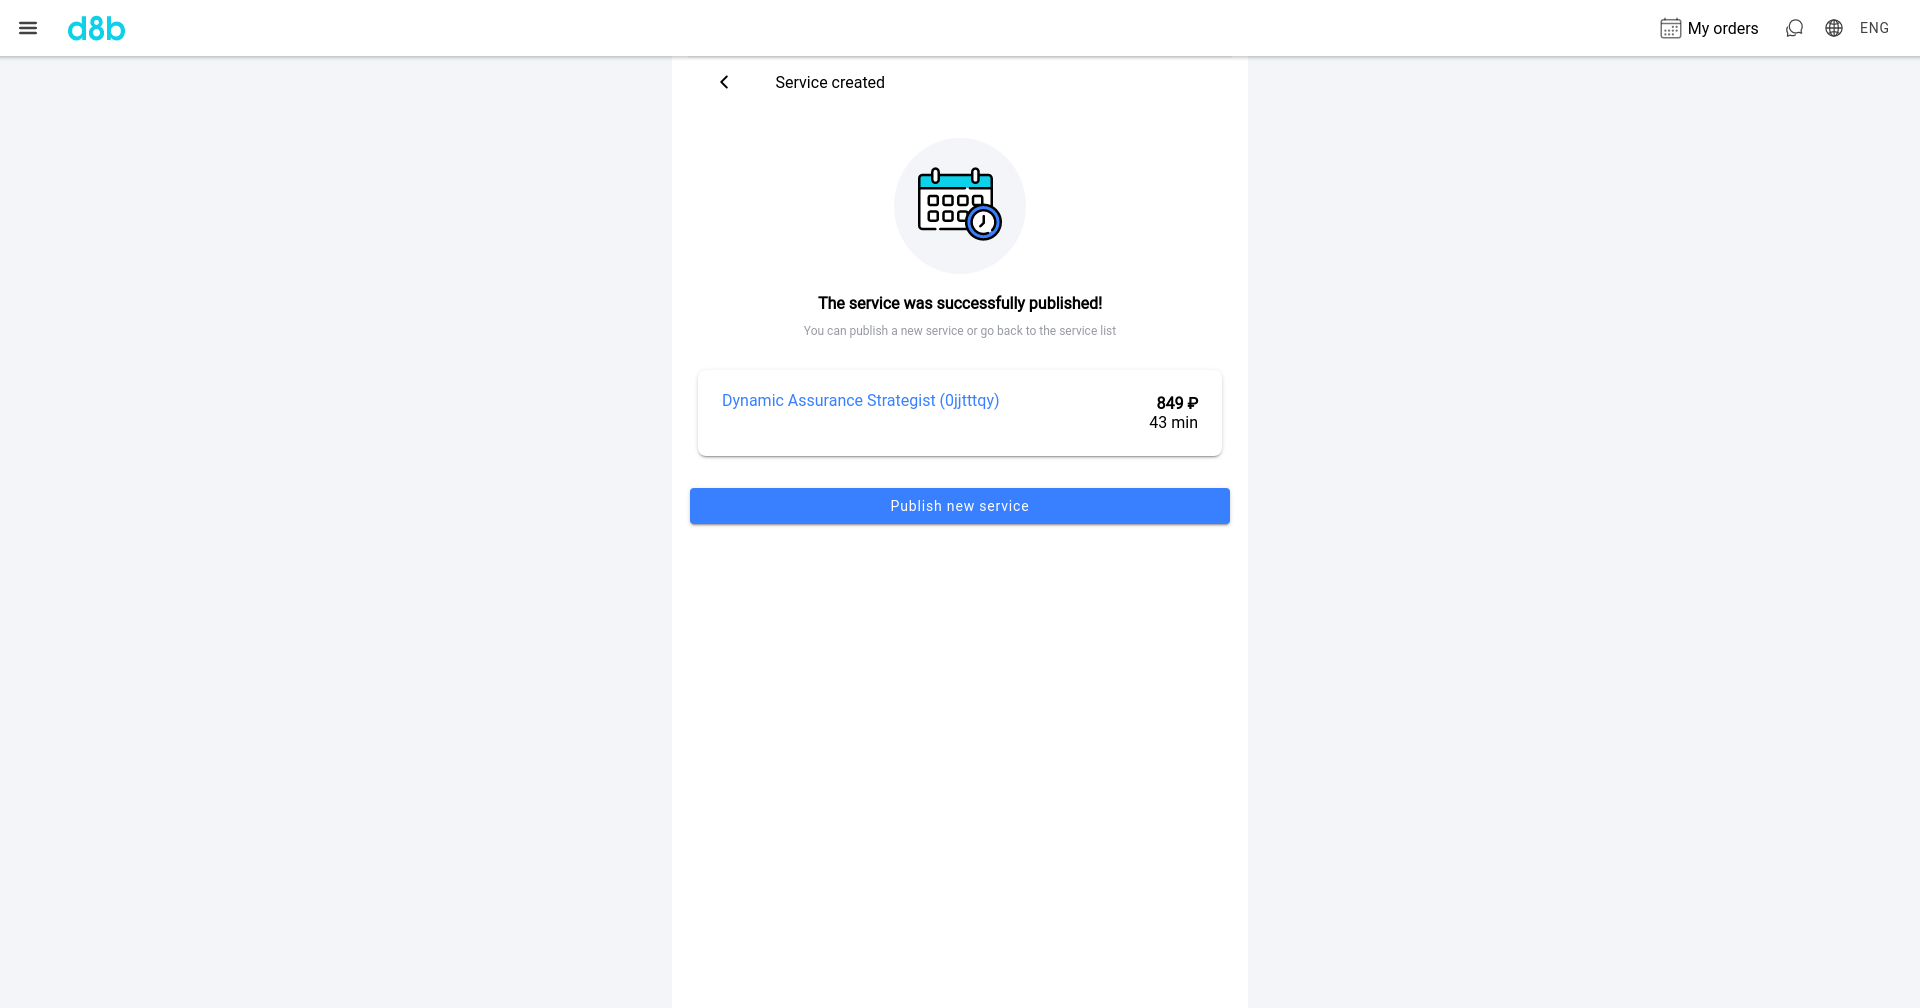 d8b
My orders
ENG
Service created
The service was successfully published!
You can publish a new service or go back to the service list
Dynamic Assurance Strategist (0jjtttqy)
849 ₽
43 min
Publish new service